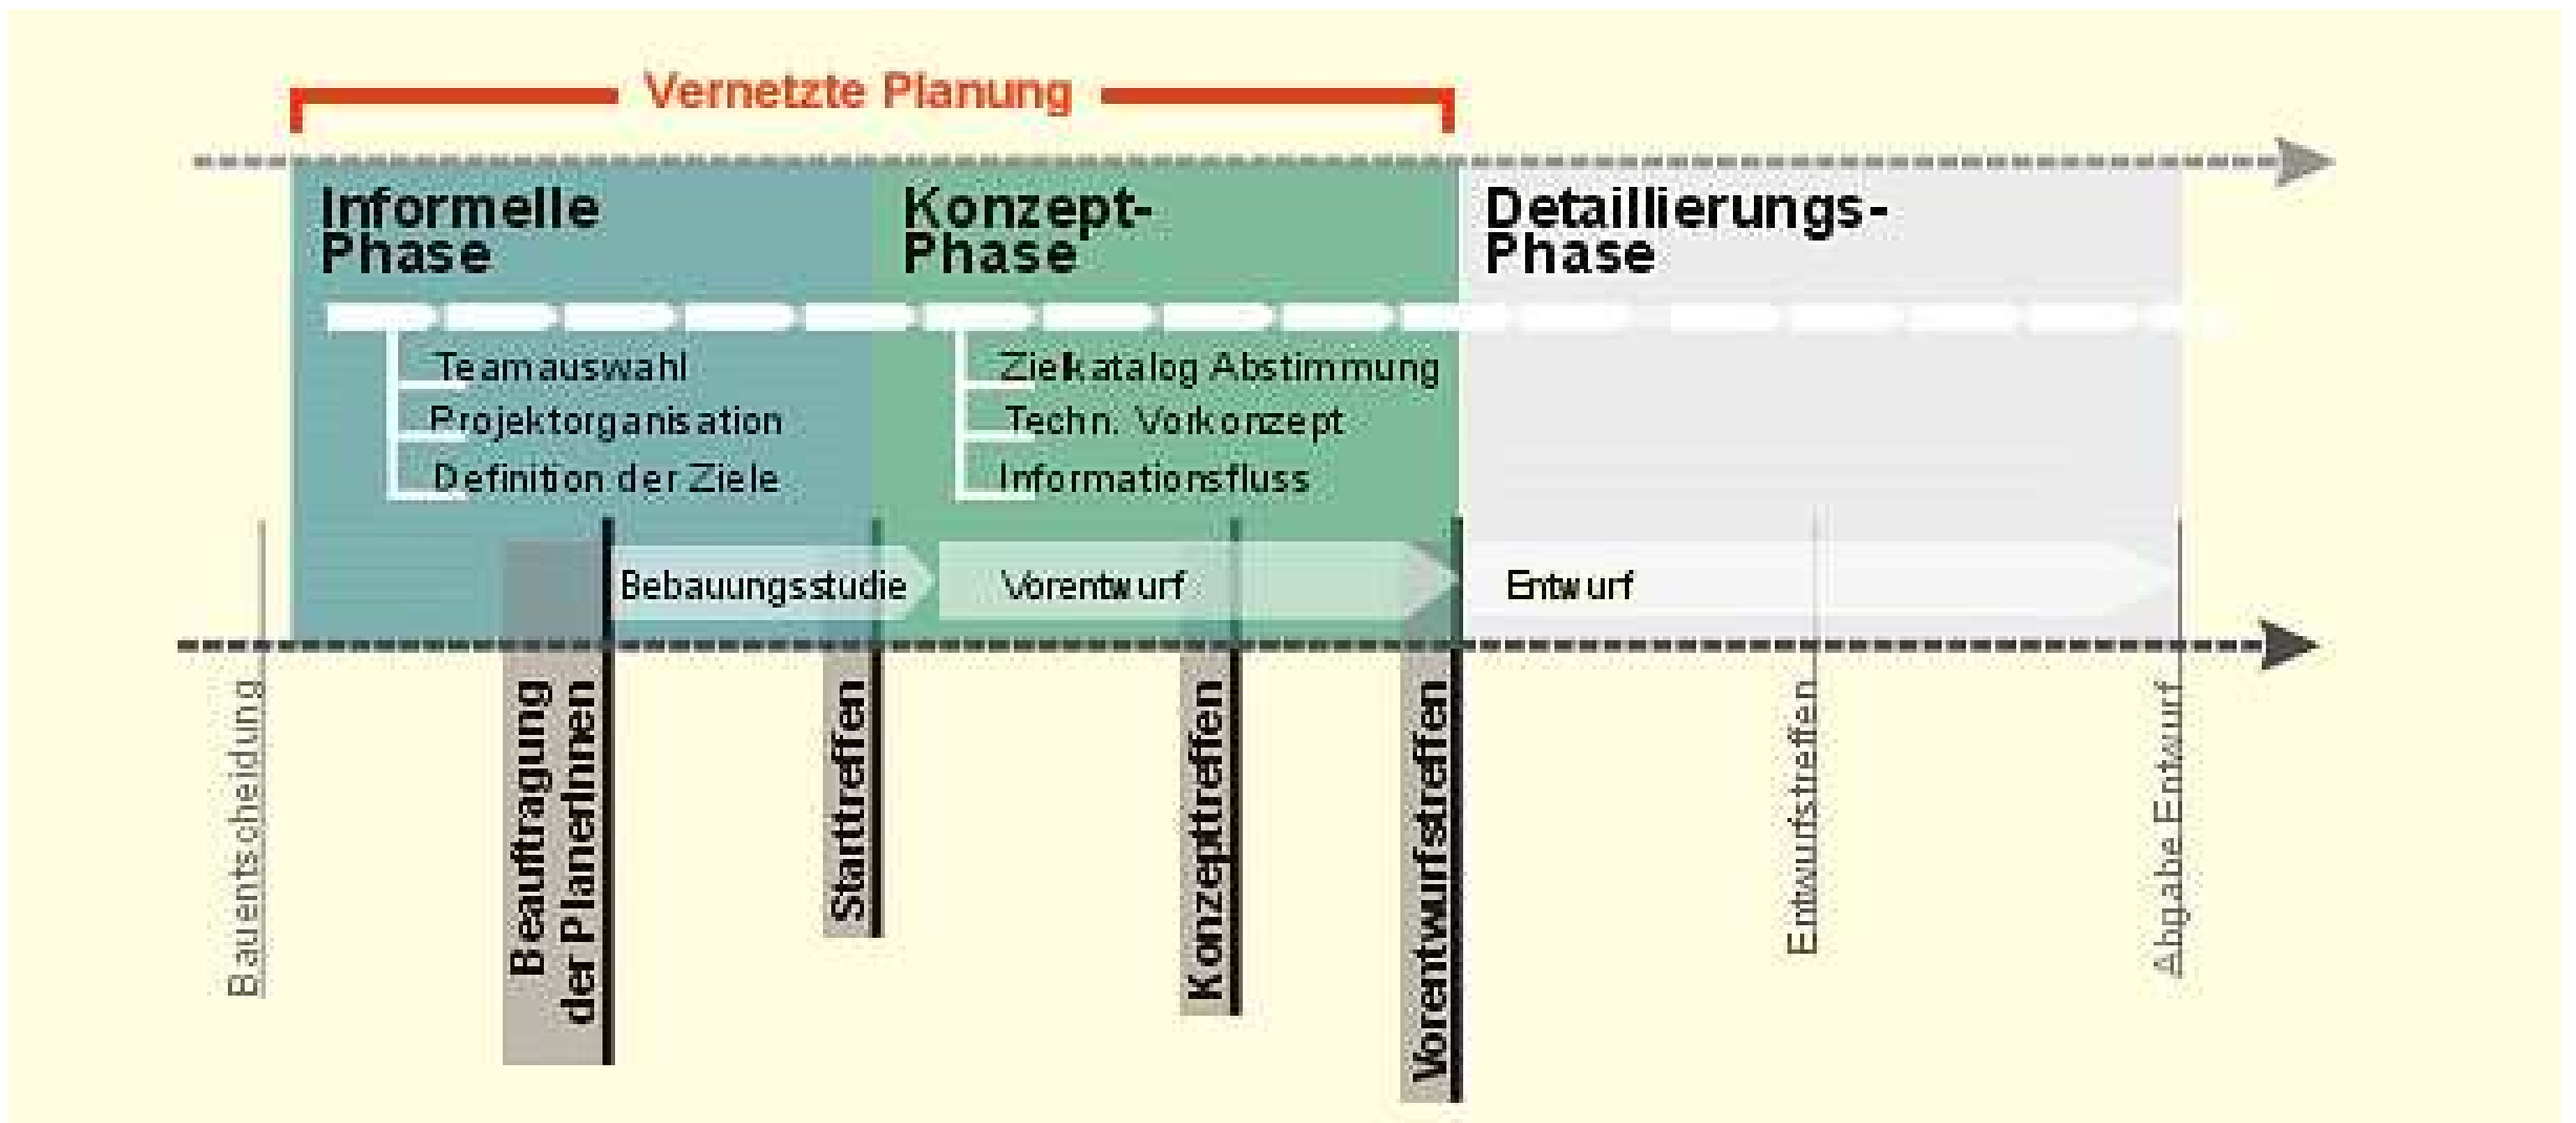 Vernetzte Planung
Informelle
Phase
Konzept-
Phase
Detaillierungs-
Phase
Teamauswahl
Projektorganisation
Definition der Ziele
Zielkatalog Abstimmung
Techn. Vorkonzept
Informationsfluss
Bebauungsstudie
Vorentwurf
Entwurf
Bauentscheidung
Beauftragung
der PlanerInnen
Starttreffen
Konzepttreffen
Vorentwurfstreffen
Entwurfstreffen
Abgabe Entwurf